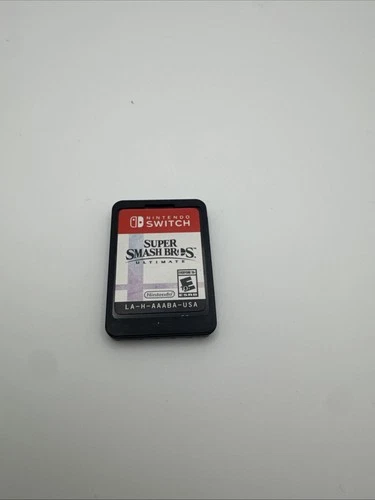 NINTENDO
SWITCH
SUPER
SMASH BROS.
ULTIMATE
E
Nintendo
LA-H-AAABA-USA